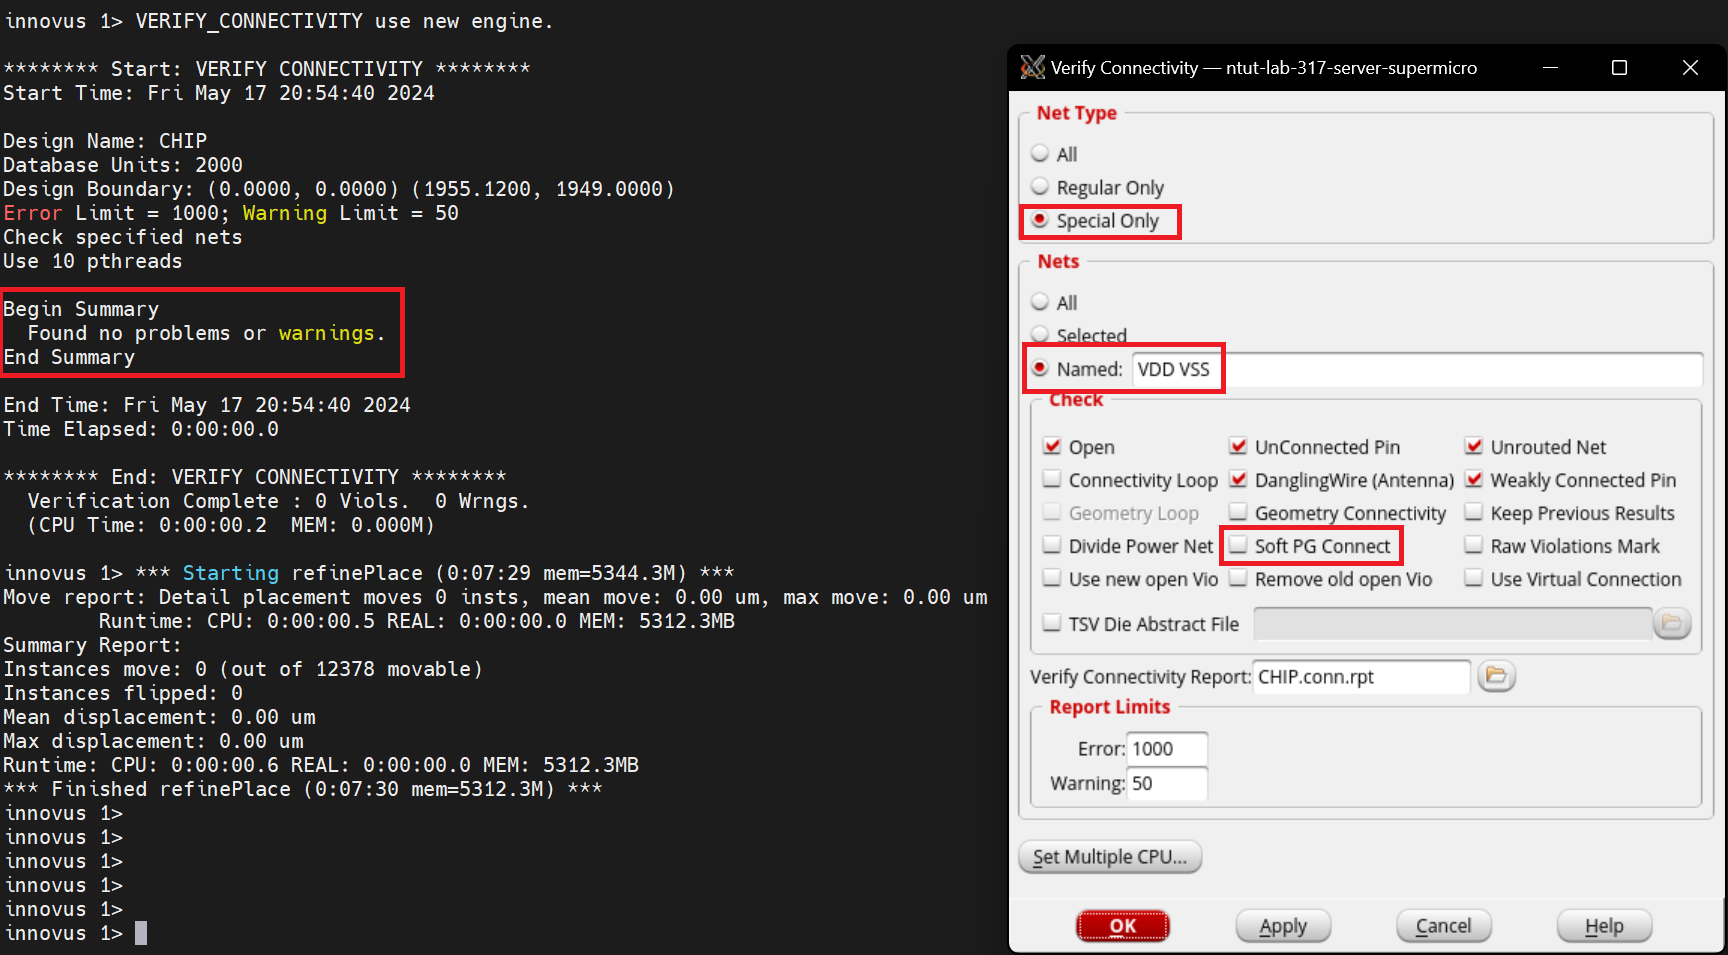 innovus 1> VERIFY_CONNECTIVITY use new engine.
******** Start: VERIFY CONNECTIVITY ********
Start Time: Fri May 17 20:54:40 2024
Design Name: CHIP
Database Units: 2000
Design Boundary: (0.0000, 0.0000) (1955.1200, 1949.0000)
Error Limit = 1000; Warning Limit = 50
Check specified nets
Use 10 pthreads
Begin Summary
Found no problems or warnings.
End Summary
End Time: Fri May 17 20:54:40 2024
Time Elapsed: 0:00:00.0
******** End: VERIFY CONNECTIVITY ********
Verification Complete : 0 Viols. 0 Wrngs.
(CPU Time: 0:00:00.2 MEM: 0.000M)
innovus 1> *** Starting refinePlace (0:07:29 mem=5344.3M) ***
Move report: Detail placement moves 0 insts, mean move: 0.00 um, max move: 0.00 um
Runtime: CPU: 0:00:00.5 REAL: 0:00:00.0 MEM: 5312.3MB
Summary Report:
Instances move: 0 (out of 12378 movable)
Instances flipped: 0
Mean displacement: 0.00 um
Max displacement: 0.00 um
Runtime: CPU: 0:00:00.6 REAL: 0:00:00.0 MEM: 5312.3MB
*** Finished refinePlace (0:07:30 mem=5312.3M) ***
innovus 1>
innovus 1>
innovus 1>
innovus 1>
innovus 1>
innovus 1>
Verify Connectivity — ntut-lab-317-server-supermicro
Net Type
All
Regular Only
Special Only
Nets
All
Selected
Named: VDD VSS
Check
Open UnConnected Pin Unrouted Net
Connectivity Loop DanglingWire (Antenna) Weakly Connected Pin
Geometry Loop Geometry Connectivity Keep Previous Results
Divide Power Net Soft PG Connect Raw Violations Mark
Use new open Vio Remove old open Vio Use Virtual Connection
TSV Die Abstract File
Verify Connectivity Report: CHIP.conn.rpt
Report Limits
Error: 1000
Warning: 50
Set Multiple CPU...
OK Apply Cancel Help